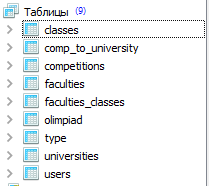 Таблицы (9)
classes
comp_to_university
competitions
faculties
faculties_classes
olimpiad
type
universities
users